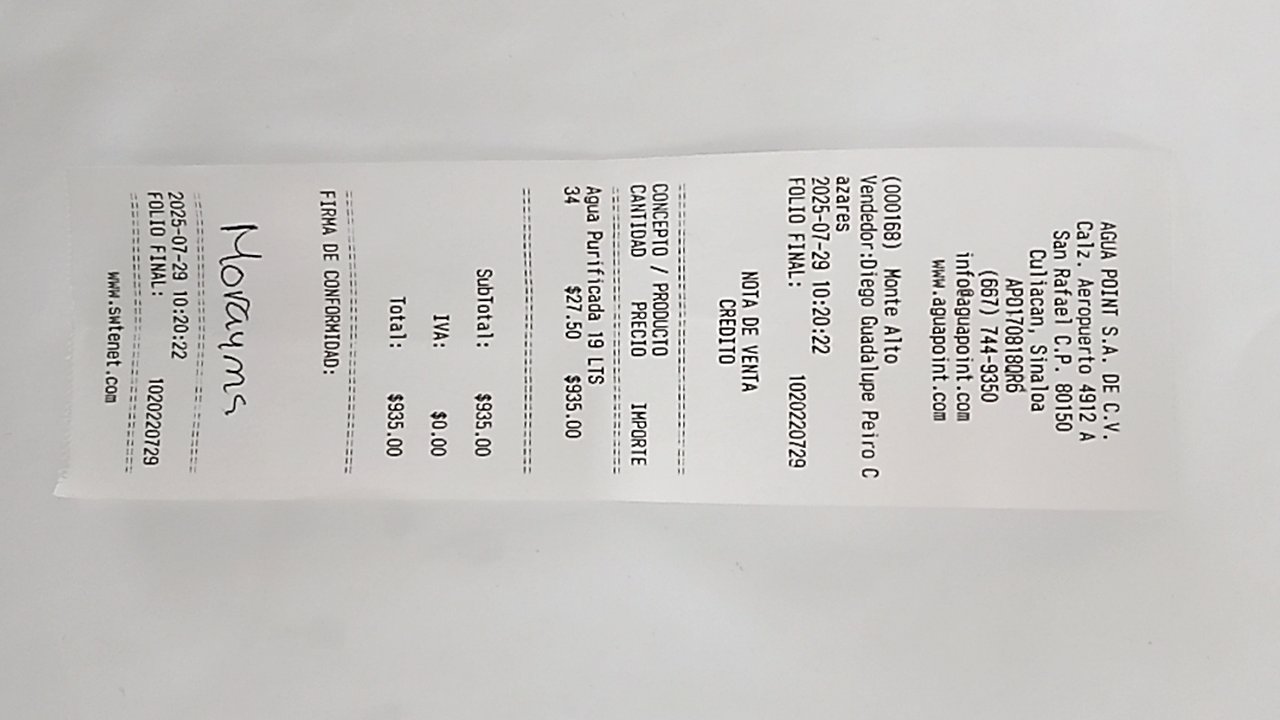 AGUA POINT S.A. DE C.V.
Calz. Aeropuerto 4912 A
San Rafael C.P. 80150
Culiacan, Sinaloa
APO170818QR6
(667) 744-9350
info@aguapoint.com
www.aguapoint.com
(000168) Monte Alto
Vendedor:Diego Guadalupe Peiro C
azares
2025-07-29 10:20:22
FOLIO FINAL: 1020220729
NOTA DE VENTA
CREDITO
==============================
CONCEPTO / PRODUCTO
CANTIDAD PRECIO IMPORTE
==============================
Agua Purificada 19 LTS
34 $27.50 $935.00
==============================
SubTotal: $935.00
IVA: $0.00
Total: $935.00
==============================
FIRMA DE CONFORMIDAD:
==============================
2025-07-29 10:20:22
FOLIO FINAL: 1020220729
==============================
www.swtenet.com